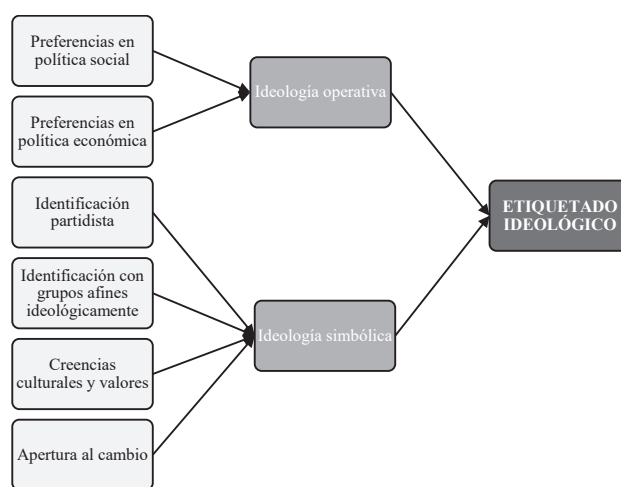 Preferencias en
política social
Preferencias en
política económica
Identificación
partidista
Identificación con
grupos afines
ideológicamente
Creencias
culturales y valores
Apertura al cambio
Ideología operativa
Ideología simbólica
ETIQUETADO
IDEOLÓGICO